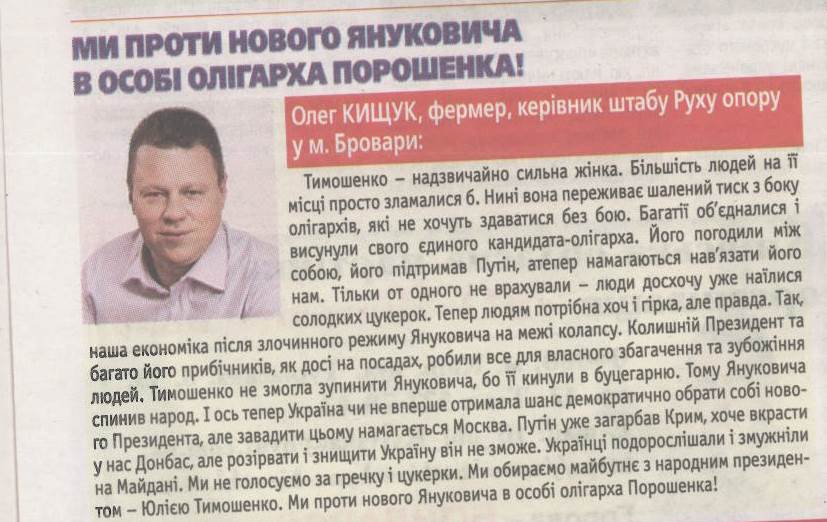 МИ ПРОТИ НОВОГО ЯНУКОВИЧА
В ОСОБІ ОЛІГАРХА ПОРОШЕНКА!
Олег КИЩУК, фермер, керівник штабу Руху опору
у м. Бровари:
Тимошенко – надзвичайно сильна жінка. Більшість людей на її
місці просто зламалися б. Нині вона переживає шалений тиск з боку
олігархів, які не хочуть здаватися без бою. Багатії об'єдналися і
висунули свого єдиного кандидата-олігарха. Його погодили між
собою, його підтримав Путін, атепер намагаються нав'язати його
нам. Тільки от одного не врахували – люди досхочу уже наїлися
солодких цукерок. Тепер людям потрібна хоч і гірка, але правда. Так,
наша економіка після злочинного режиму Януковича на межі колапсу. Колишній Президент та
багато його прибічників, як досі на посадах, робили все для власного збагачення та зубожіння
людей. Тимошенко не змогла зупинити Януковича, бо її кинули в буцегарню. Тому Януковича
спинив народ. І ось тепер Україна чи не вперше отримала шанс демократично обрати собі ново-
го Президента, але завадити цьому намагається Москва. Путін уже загарбав Крим, хоче вкрасти
у нас Донбас, але розірвати і знищити Україну він не зможе. Українці подорослішали і змужніли
на Майдані. Ми не голосуємо за гречку і цукерки. Ми обираємо майбутнє з народним президен-
том – Юлією Тимошенко. Ми проти нового Януковича в особі олігарха Порошенка!